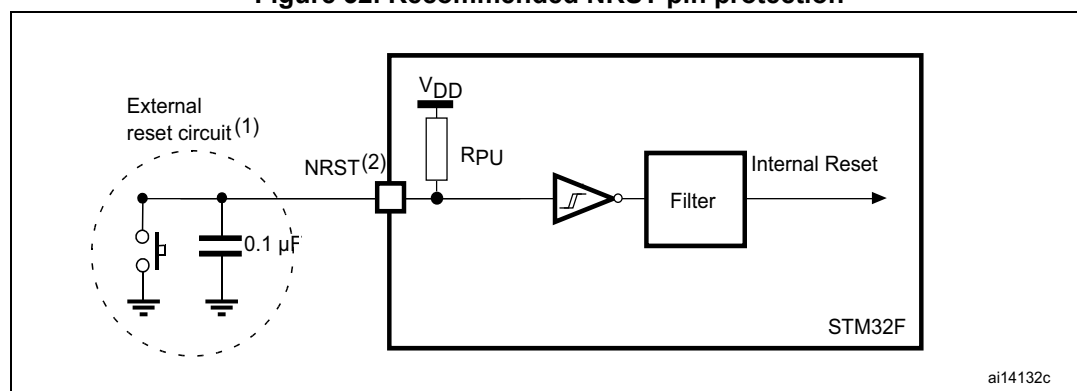 Figure 32. Recommended NRST pin protection
VDD
External
reset circuit(1)
NRST(2)
RPU
Internal Reset
Filter
0.1 µF
STM32F
ai14132c